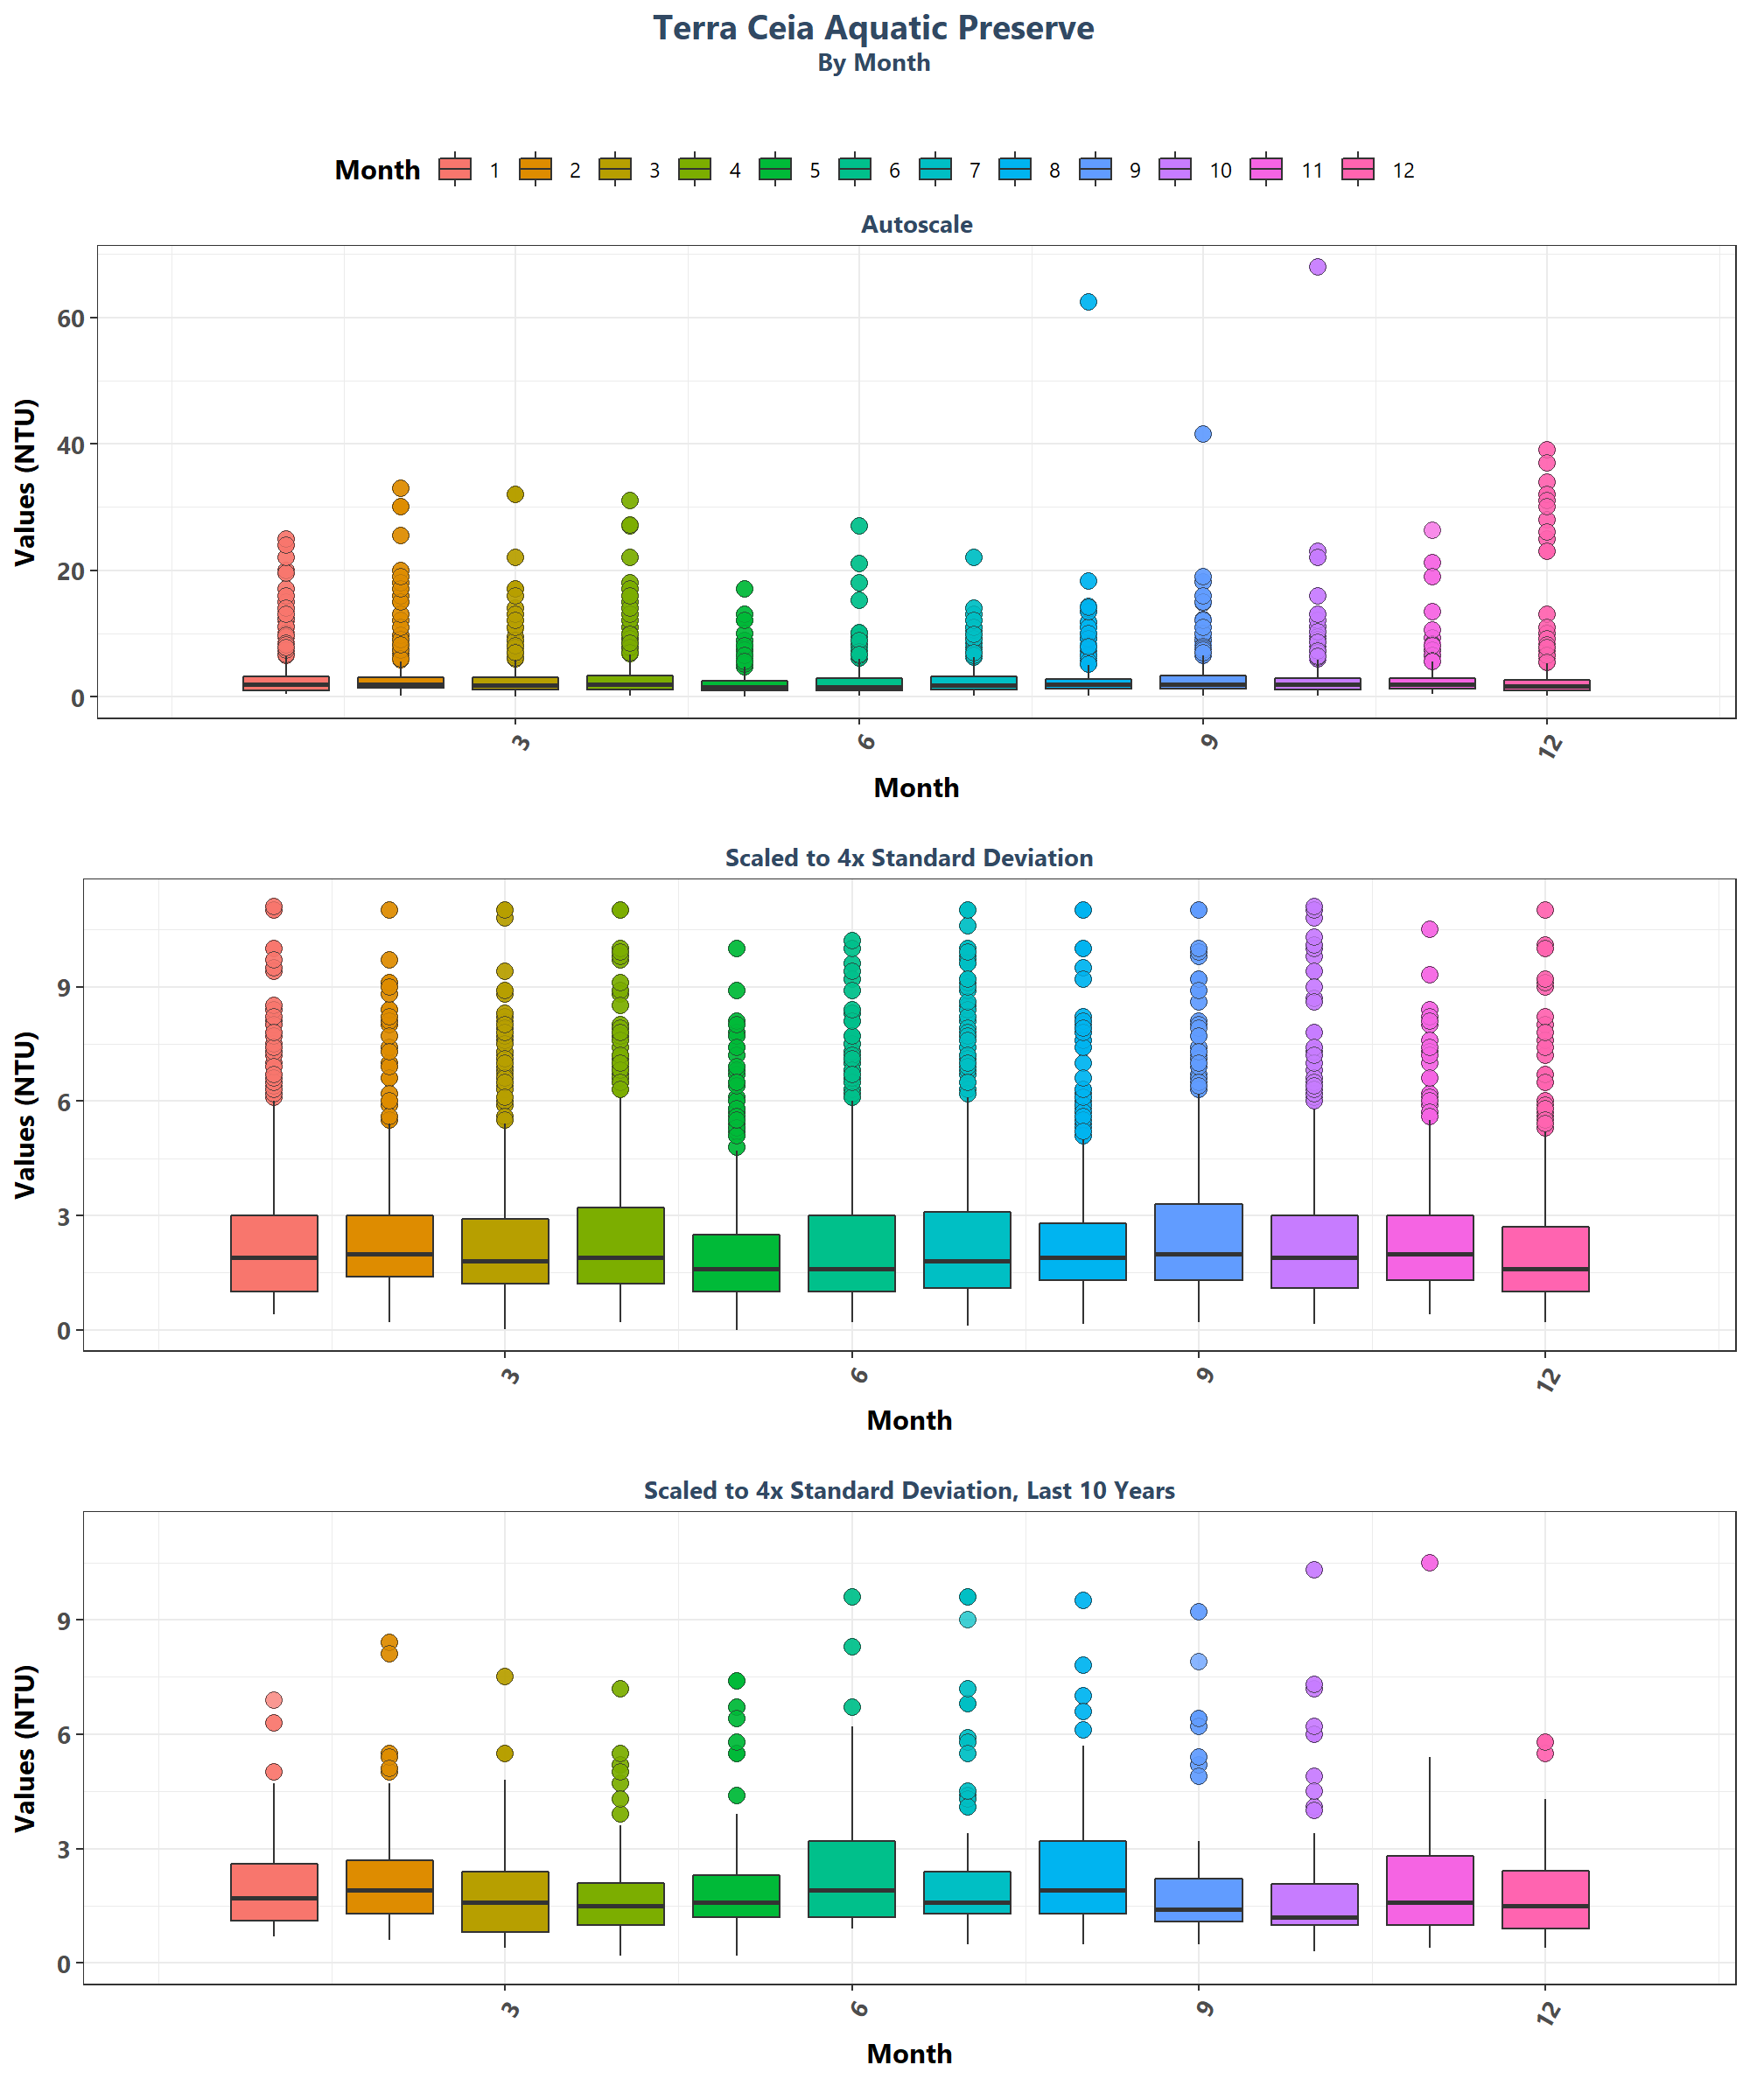 Terra Ceia Aquatic Preserve
By Month
Month 1 2 3 4 5 6 7 8 9 10 11 12
Autoscale
Values (NTU)
60
40
20
0
3 6 9 12
Month
Scaled to 4x Standard Deviation
Values (NTU)
9
6
3
0
3 6 9 12
Month
Scaled to 4x Standard Deviation, Last 10 Years
Values (NTU)
9
6
3
0
3 6 9 12
Month